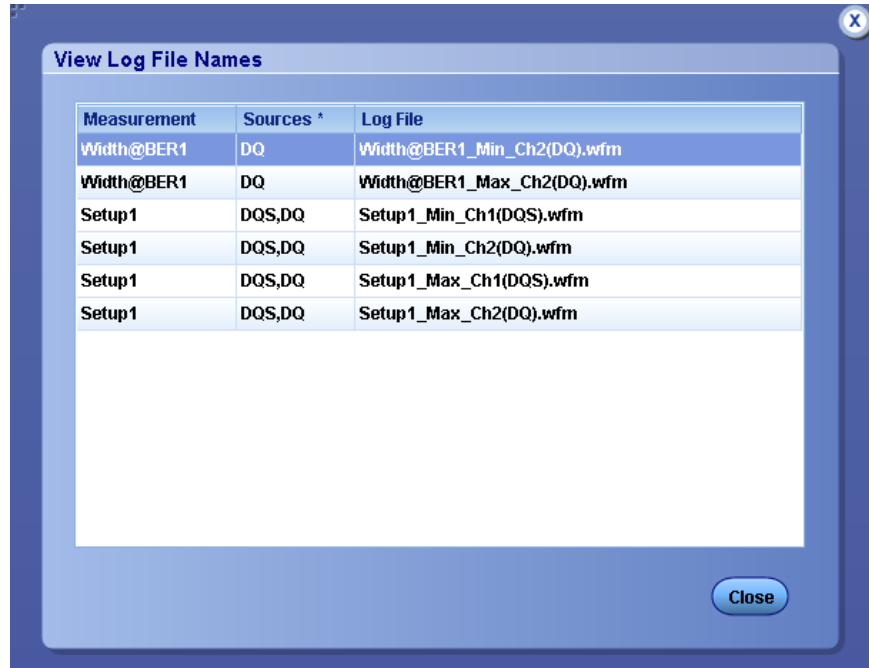 X
View Log File Names
Measurement Sources * Log File
Width@BER1 DQ Width@BER1_Min_Ch2(DQ).wfm
Width@BER1 DQ Width@BER1_Max_Ch2(DQ).wfm
Setup1 DQS,DQ Setup1_Min_Ch1(DQS).wfm
Setup1 DQS,DQ Setup1_Min_Ch2(DQ).wfm
Setup1 DQS,DQ Setup1_Max_Ch1(DQS).wfm
Setup1 DQS,DQ Setup1_Max_Ch2(DQ).wfm
Close